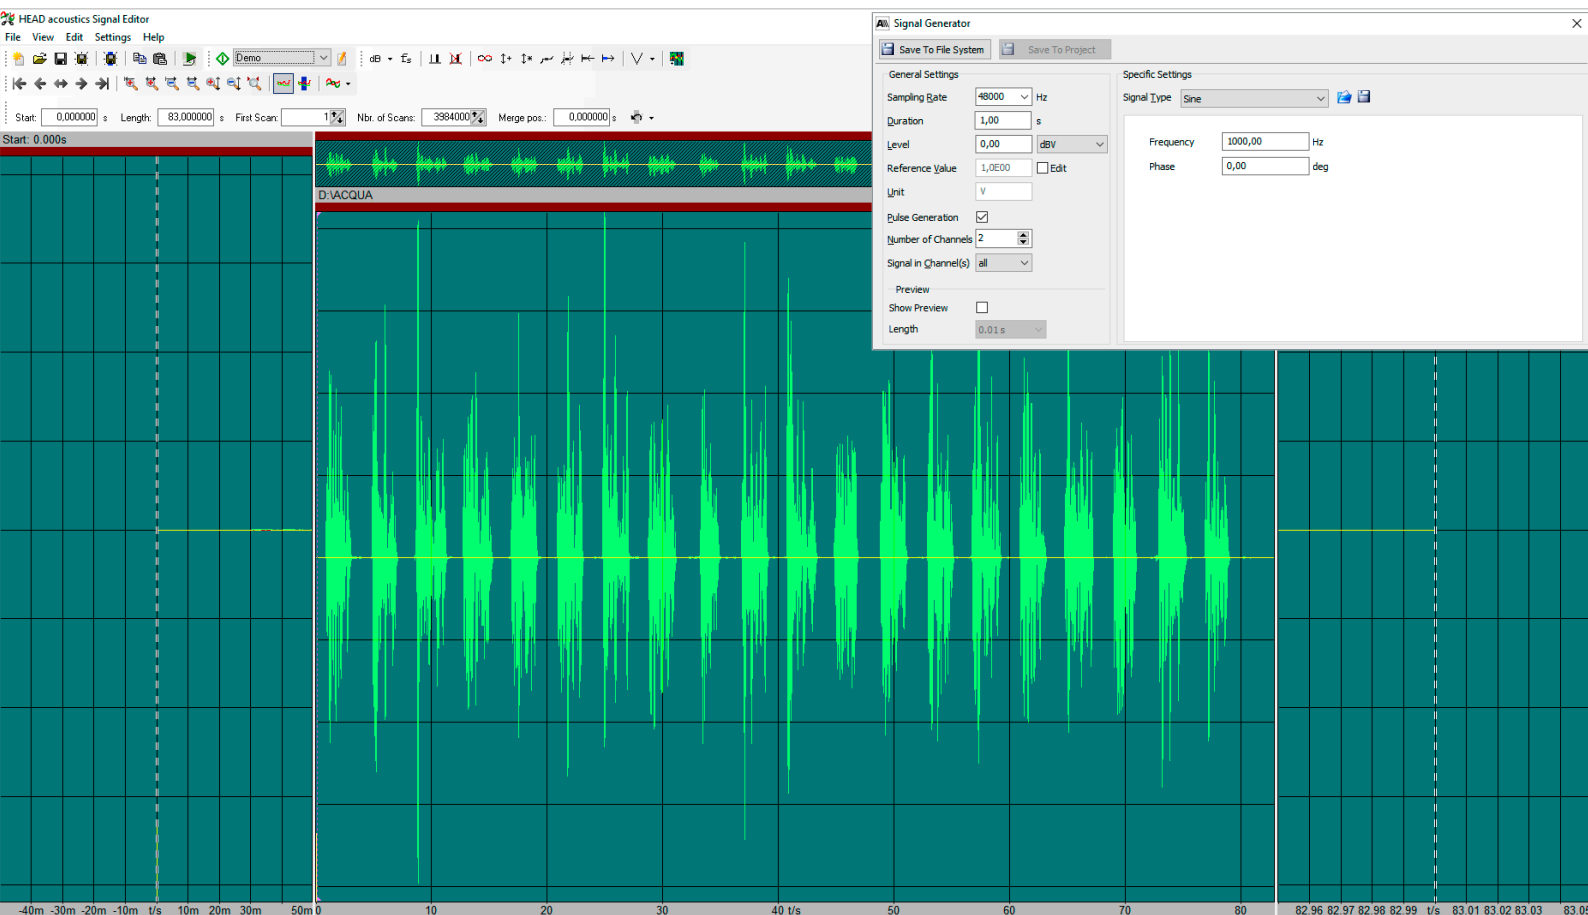 HEAD acoustics Signal Editor
File View Edit Settings Help
Demo
dB
fs
Start: 0,000000 s Length: 83,000000 s First Scan: 1 Nbr. of Scans: 3984000 Merge pos.: 0,000000 s
Start: 0.000s
D:\ACQUA
-40m -30m -20m -10m t/s 10m 20m 30m 50m
0 10 20 30 40 t/s 50 60 70 80
82.96 82.97 82.98 82.99 t/s 83.01 83.03
Signal Generator
Save To File System Save To Project
General Settings
Sampling Rate 48000 Hz
Duration 1,00 s
Level 0,00 dBV
Reference Value 1,0E00 Edit
Unit V
Pulse Generation
Number of Channels 2
Signal in Channel(s) all
Preview
Show Preview
Length 0.01 s
Specific Settings
Signal Type Sine
Frequency 1000,00 Hz
Phase 0,00 deg